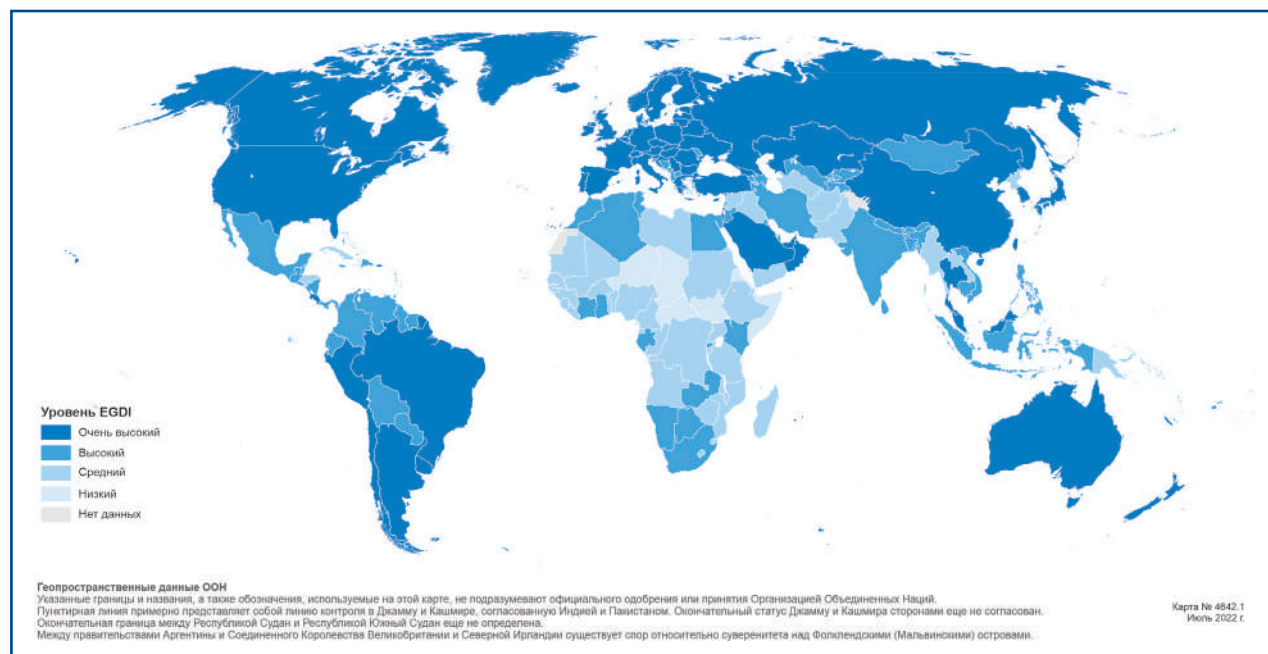 Уровень EGDI
Очень высокий
Высокий
Средний
Низкий
Нет данных
Геопространственные данные ООН
Указанные границы и названия, а также обозначения, используемые на этой карте, не подразумевают официального одобрения или принятия Организацией Объединенных Наций.
Пунктирная линия примерно представляет собой линию контроля в Джамму и Кашмире, согласованную Индией и Пакистаном. Окончательный статус Джамму и Кашмира сторонами еще не согласован.
Окончательная граница между Республикой Судан и Республикой Южный Судан еще не определена.
Между правительствами Аргентины и Соединенного Королевства Великобритании и Северной Ирландии существует спор относительно суверенитета над Фолклендскими (Мальвинскими) островами.
Карта № 4642.1
Июль 2022 г.